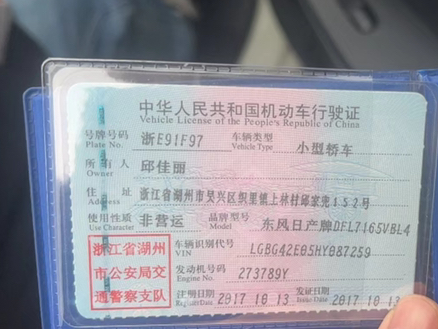 中华人民共和国机动车行驶证
Vehicle License of the People's Republic of China
号牌号码 Plate No. 浙E91F97 车辆类型 Vehicle Type 小型轿车
所有人 Owner 邱佳丽
住址 Address 浙江省湖州市吴兴区织里镇上林村邱家兜152号
使用性质 Use Character 非营运 品牌型号 Model 东风日产牌DFL7165VBL4
浙江省湖州市公安局交通警察支队
车辆识别代号 VIN LGBG42E05HY087259
发动机号码 Engine No. 273789Y
注册日期 Register Date 2017 10 13 发证日期 Issue Date 2017 10 13